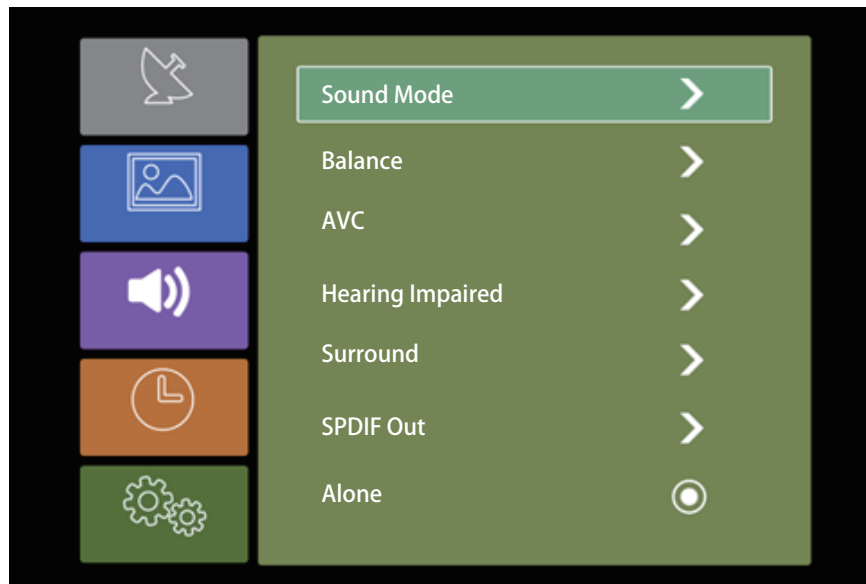 Sound Mode
Balance
AVC
Hearing Impaired
Surround
SPDIF Out
Alone